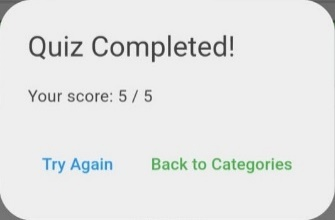 Quiz Completed!
Your score: 5 / 5
Try Again Back to Categories